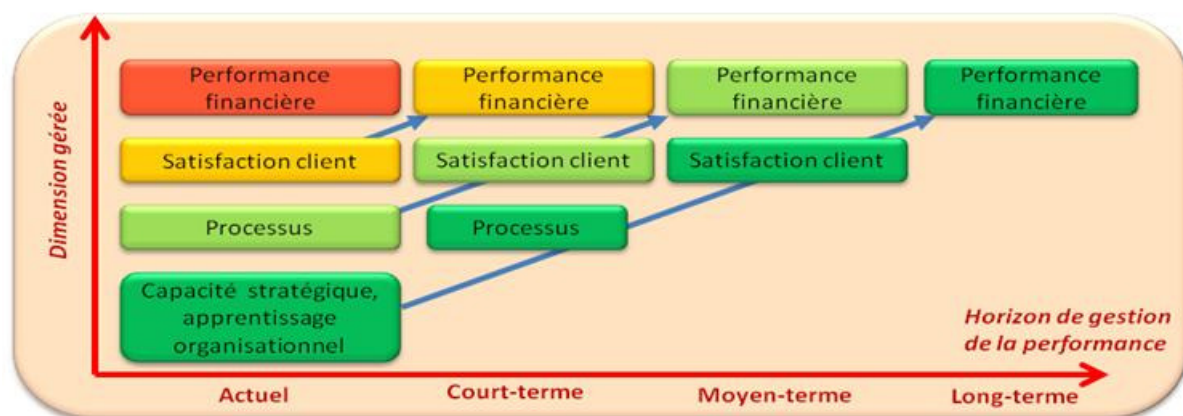 Dimension gérée
Performance
financière
Performance
financière
Performance
financière
Performance
financière
Satisfaction client
Satisfaction client
Satisfaction client
Processus
Processus
Capacité stratégique,
apprentissage
organisationnel
Horizon de gestion
de la performance
Actuel
Court-terme
Moyen-terme
Long-terme